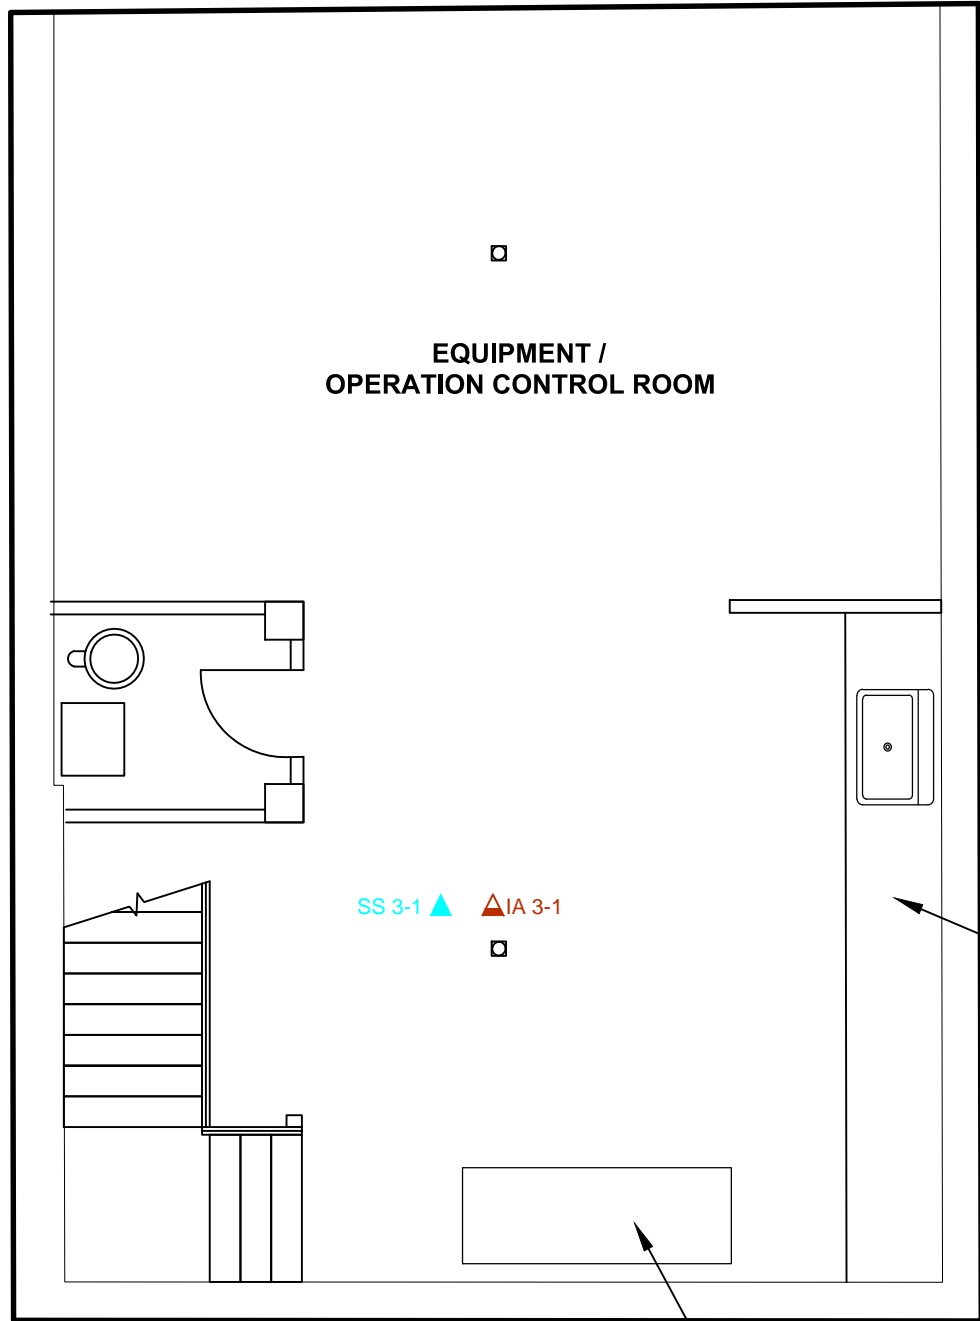 EQUIPMENT /
OPERATION CONTROL ROOM
SS 3-1 IA 3-1